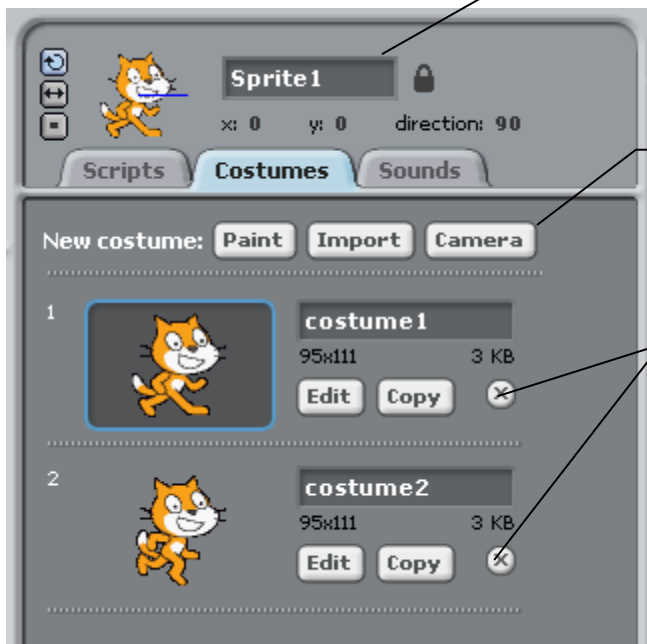 Sprite1
x: 0 y: 0 direction: 90
Scripts Costumes Sounds
New costume: Paint Import Camera
1
costume1
95x111 3 KB
Edit Copy
2
costume2
95x111 3 KB
Edit Copy